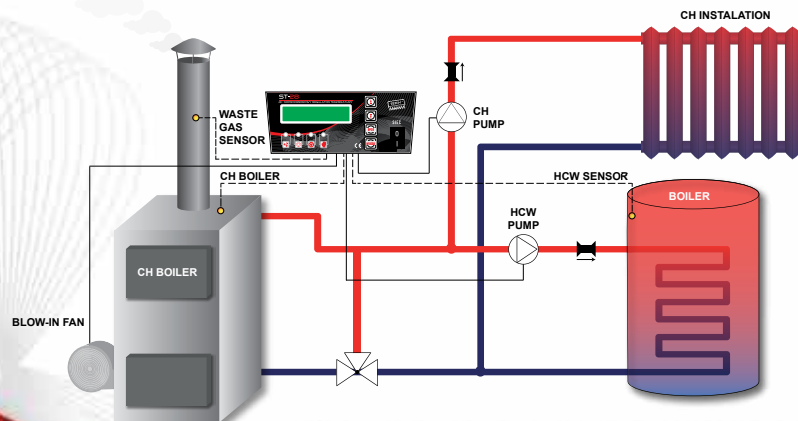 CH INSTALATION
ST-
WASTE
GAS
SENSOR
CH
PUMP
CH BOILER
HCW SENSOR
BOILER
HCW
PUMP
CH BOILER
BLOW-IN FAN